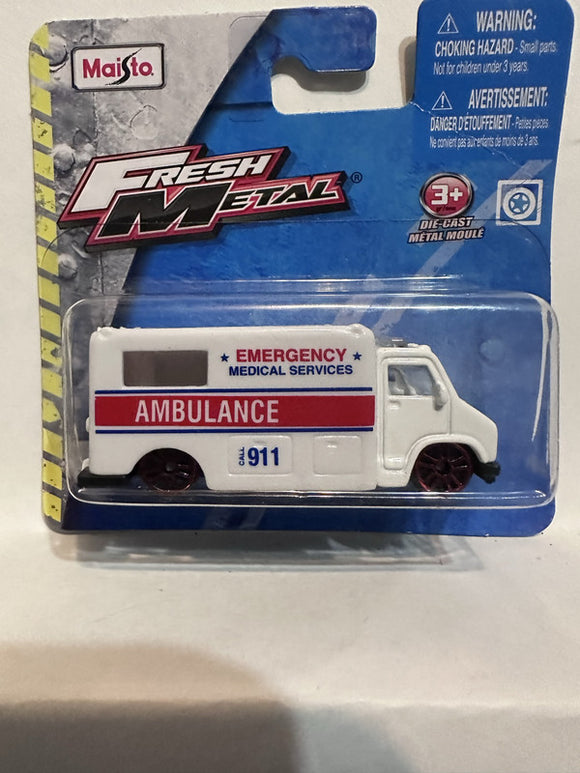 Maisto
WARNING:
CHOKING HAZARD - Small parts.
Not for children under 3 years.
AVERTISSEMENT:
DANGER D'ÉTOUFFEMENT - Petites pièces.
Ne convient pas aux enfants de moins de 3 ans.
FRESH
METAL®
3+
DIE-CAST
MÉTAL MOULÉ
EMERGENCY
MEDICAL SERVICES
AMBULANCE
CALL 911